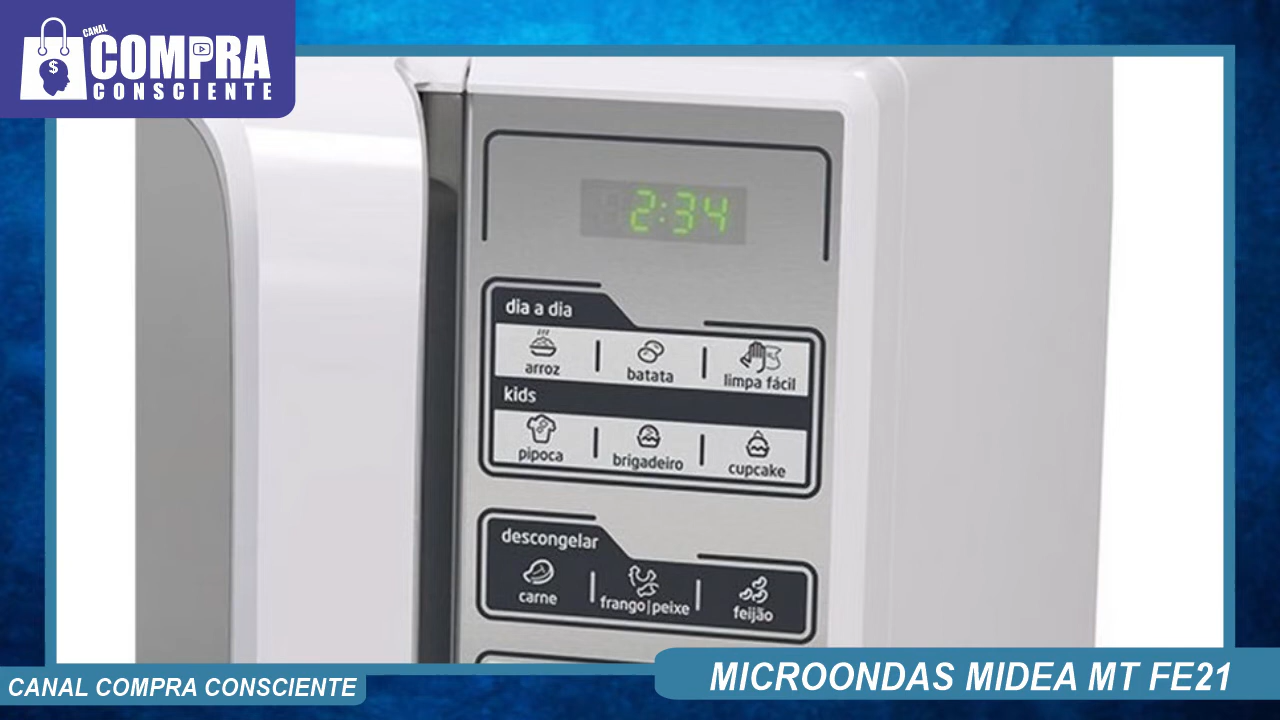 CANAL
COMPRA
CONSCIENTE
2:34
dia a dia
arroz
batata
limpa fácil
kids
pipoca
brigadeiro
cupcake
descongelar
carne
frango|peixe
feijão
CANAL COMPRA CONSCIENTE
MICROONDAS MIDEA MT FE21